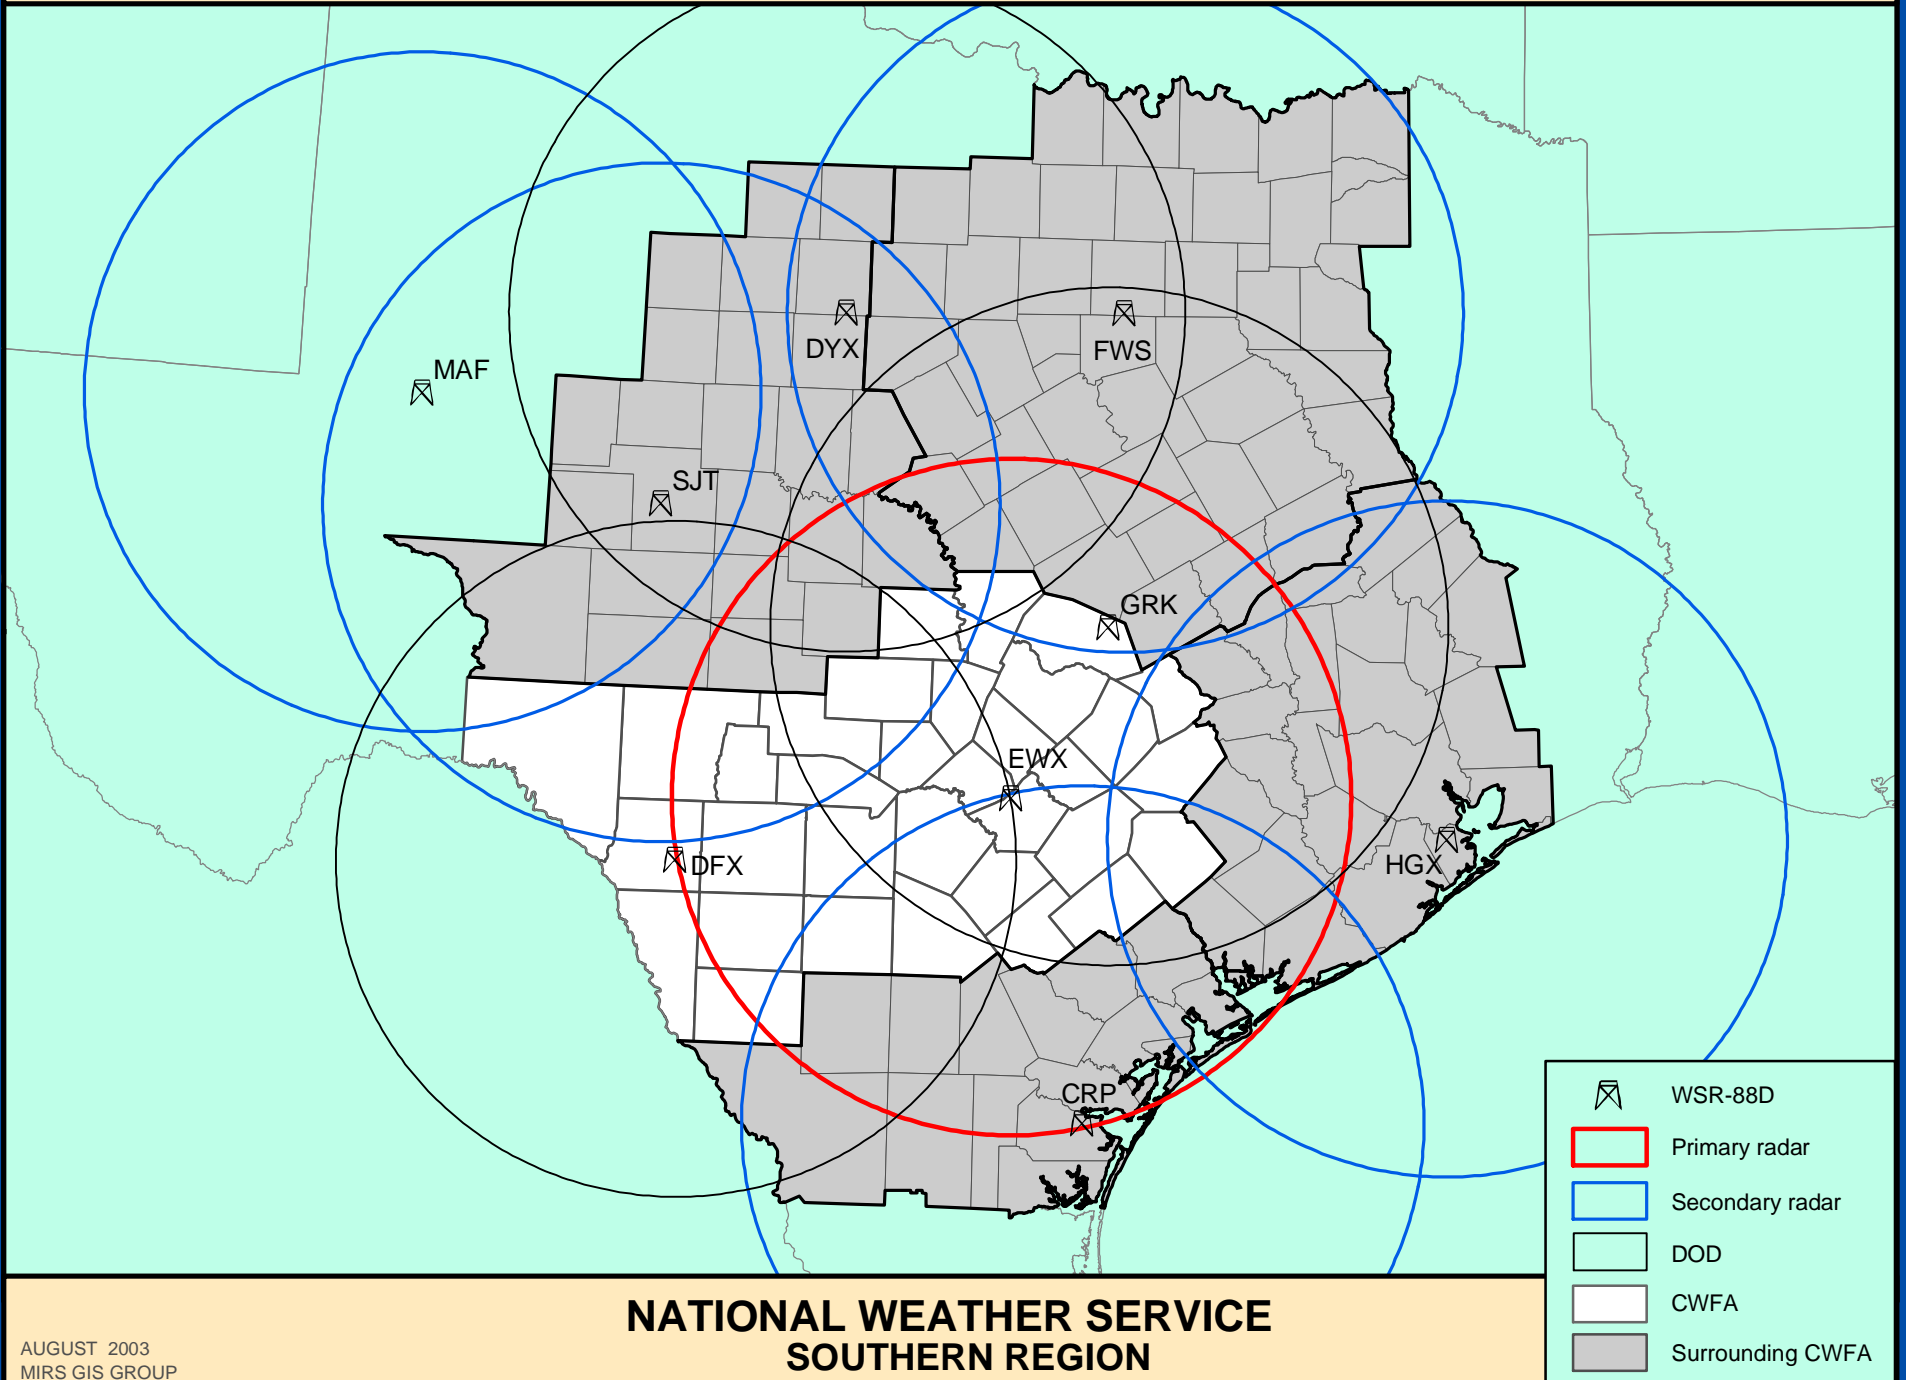 DYX
FWS
MAF
SJT
GRK
EWX
DFX
HGX
CRP
WSR-88D
Primary radar
Secondary radar
DOD
CWFA
Surrounding CWFA
NATIONAL WEATHER SERVICE
SOUTHERN REGION
AUGUST 2003
MIRS GIS GROUP